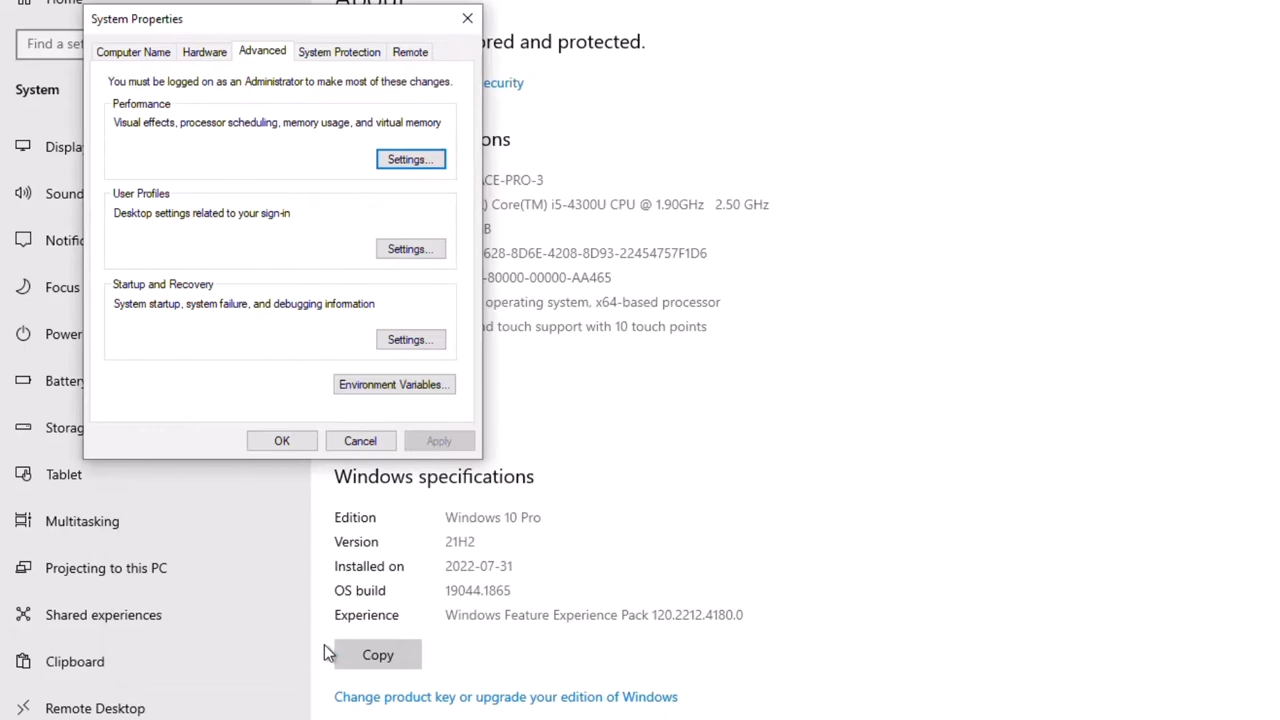 System Properties
Computer Name
Hardware
Advanced
System Protection
Remote
You must be logged on as an Administrator to make most of these changes.
Performance
Visual effects, processor scheduling, memory usage, and virtual memory
Settings...
User Profiles
Desktop settings related to your sign-in
Settings...
Startup and Recovery
System startup, system failure, and debugging information
Settings...
Environment Variables...
OK
Cancel
Apply
Find a set
System
Displa
Sound
Notific
Focus
Power
Batter
Storag
Tablet
Multitasking
Projecting to this PC
Shared experiences
Clipboard
Remote Desktop
red and protected.
ecurity
ons
CE-PRO-3
) Core(TM) i5-4300U CPU @ 1.90GHz 2.50 GHz
B
628-8D6E-4208-8D93-22454757F1D6
-80000-00000-AA465
operating system, x64-based processor
d touch support with 10 touch points
Windows specifications
Edition Windows 10 Pro
Version 21H2
Installed on 2022-07-31
OS build 19044.1865
Experience Windows Feature Experience Pack 120.2212.4180.0
Copy
Change product key or upgrade your edition of Windows